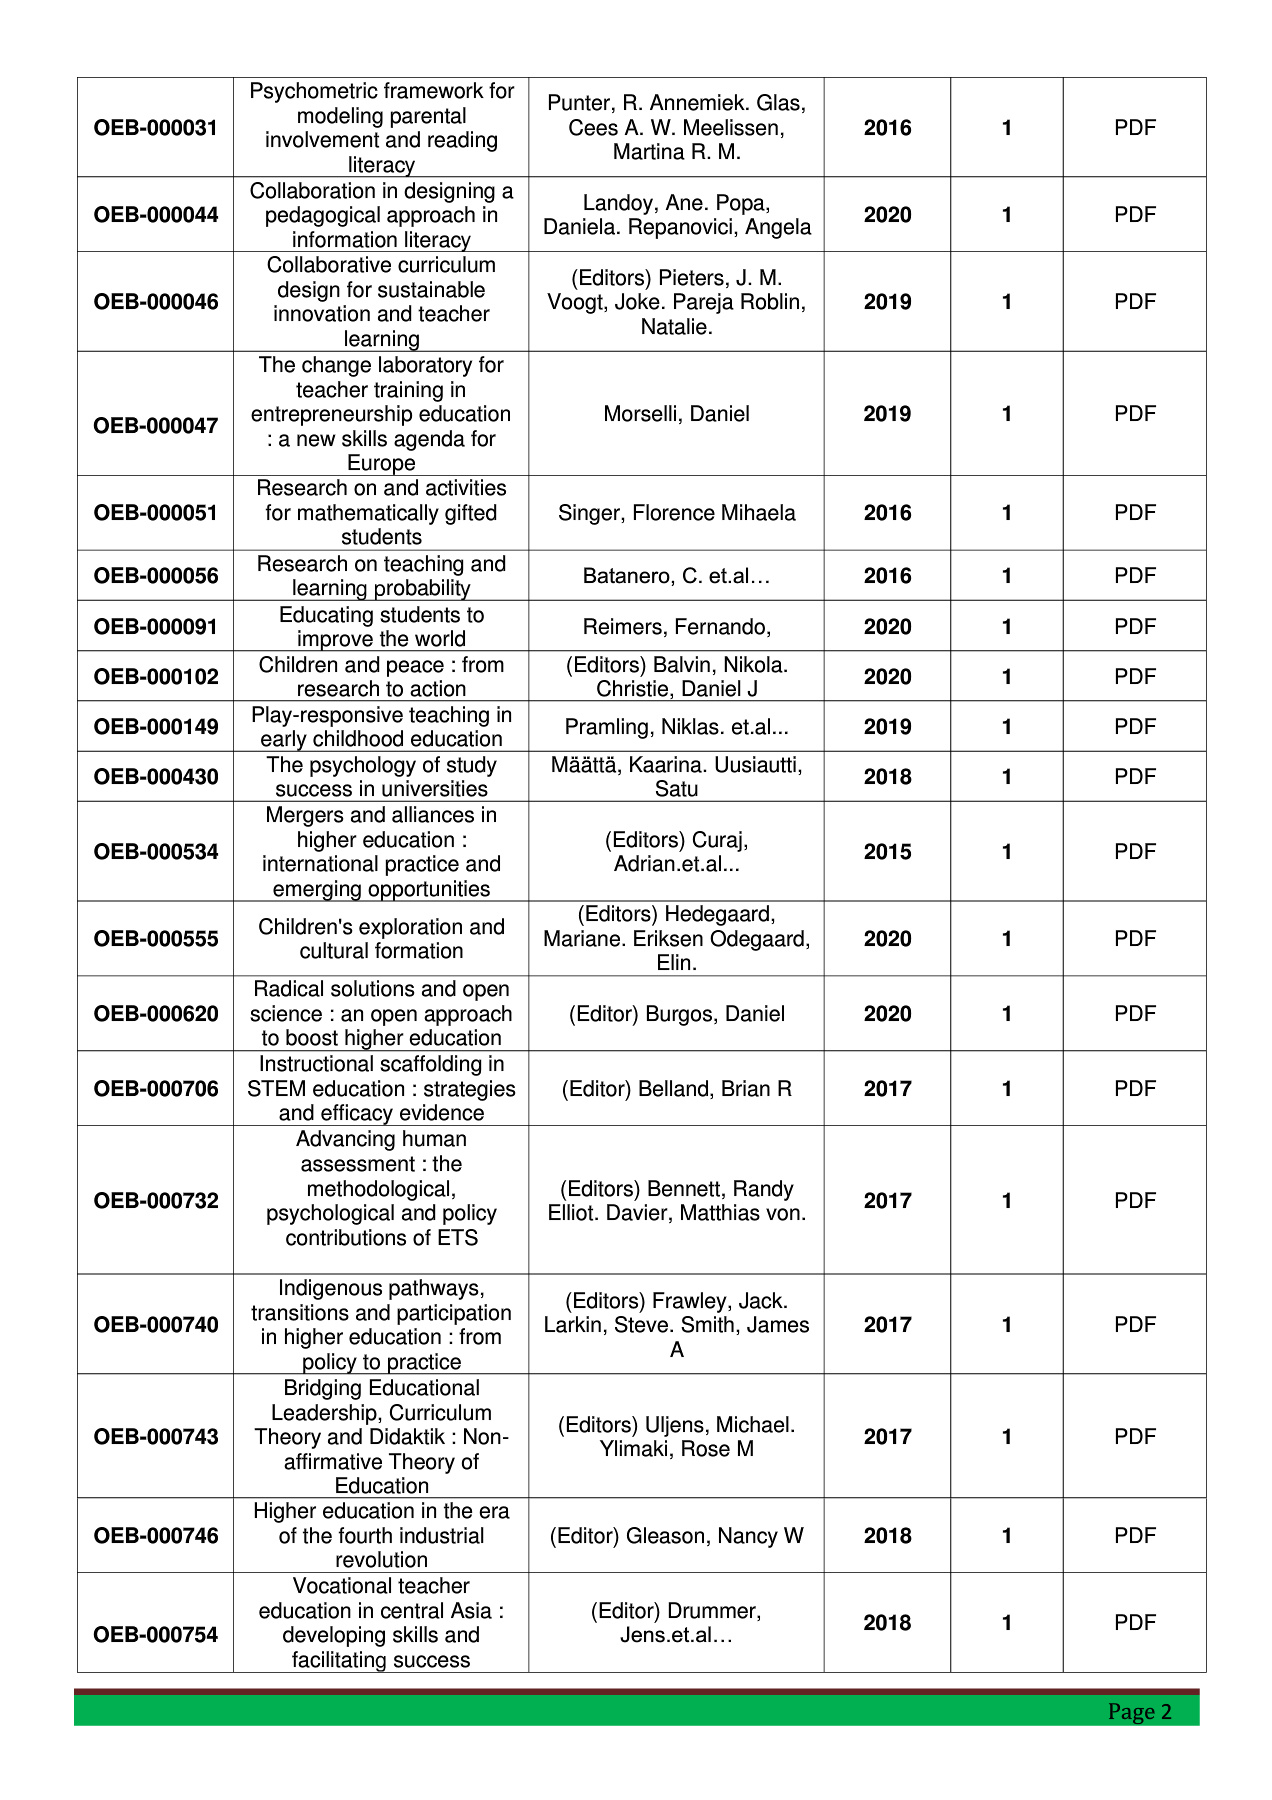 OEB-000031
Psychometric framework for
modeling parental
involvement and reading
literacy
Punter, R. Annemiek. Glas,
Cees A. W. Meelissen,
Martina R. M.
2016
1
PDF
OEB-000044
Collaboration in designing a
pedagogical approach in
information literacy
Landoy, Ane. Popa,
Daniela. Repanovici, Angela
2020
1
PDF
OEB-000046
Collaborative curriculum
design for sustainable
innovation and teacher
learning
(Editors) Pieters, J. M.
Voogt, Joke. Pareja Roblin,
Natalie.
2019
1
PDF
OEB-000047
The change laboratory for
teacher training in
entrepreneurship education
: a new skills agenda for
Europe
Morselli, Daniel
2019
1
PDF
OEB-000051
Research on and activities
for mathematically gifted
students
Singer, Florence Mihaela
2016
1
PDF
OEB-000056
Research on teaching and
learning probability
Batanero, C. et.al…
2016
1
PDF
OEB-000091
Educating students to
improve the world
Reimers, Fernando,
2020
1
PDF
OEB-000102
Children and peace : from
research to action
(Editors) Balvin, Nikola.
Christie, Daniel J
2020
1
PDF
OEB-000149
Play-responsive teaching in
early childhood education
Pramling, Niklas. et.al...
2019
1
PDF
OEB-000430
The psychology of study
success in universities
Määttä, Kaarina. Uusiautti,
Satu
2018
1
PDF
OEB-000534
Mergers and alliances in
higher education :
international practice and
emerging opportunities
(Editors) Curaj,
Adrian.et.al...
2015
1
PDF
OEB-000555
Children's exploration and
cultural formation
(Editors) Hedegaard,
Mariane. Eriksen Odegaard,
Elin.
2020
1
PDF
OEB-000620
Radical solutions and open
science : an open approach
to boost higher education
(Editor) Burgos, Daniel
2020
1
PDF
OEB-000706
Instructional scaffolding in
STEM education : strategies
and efficacy evidence
(Editor) Belland, Brian R
2017
1
PDF
OEB-000732
Advancing human
assessment : the
methodological,
psychological and policy
contributions of ETS
(Editors) Bennett, Randy
Elliot. Davier, Matthias von.
2017
1
PDF
OEB-000740
Indigenous pathways,
transitions and participation
in higher education : from
policy to practice
(Editors) Frawley, Jack.
Larkin, Steve. Smith, James
A
2017
1
PDF
OEB-000743
Bridging Educational
Leadership, Curriculum
Theory and Didaktik : Non-
affirmative Theory of
Education
(Editors) Uljens, Michael.
Ylimaki, Rose M
2017
1
PDF
OEB-000746
Higher education in the era
of the fourth industrial
revolution
(Editor) Gleason, Nancy W
2018
1
PDF
OEB-000754
Vocational teacher
education in central Asia :
developing skills and
facilitating success
(Editor) Drummer,
Jens.et.al…
2018
1
PDF
Page 2